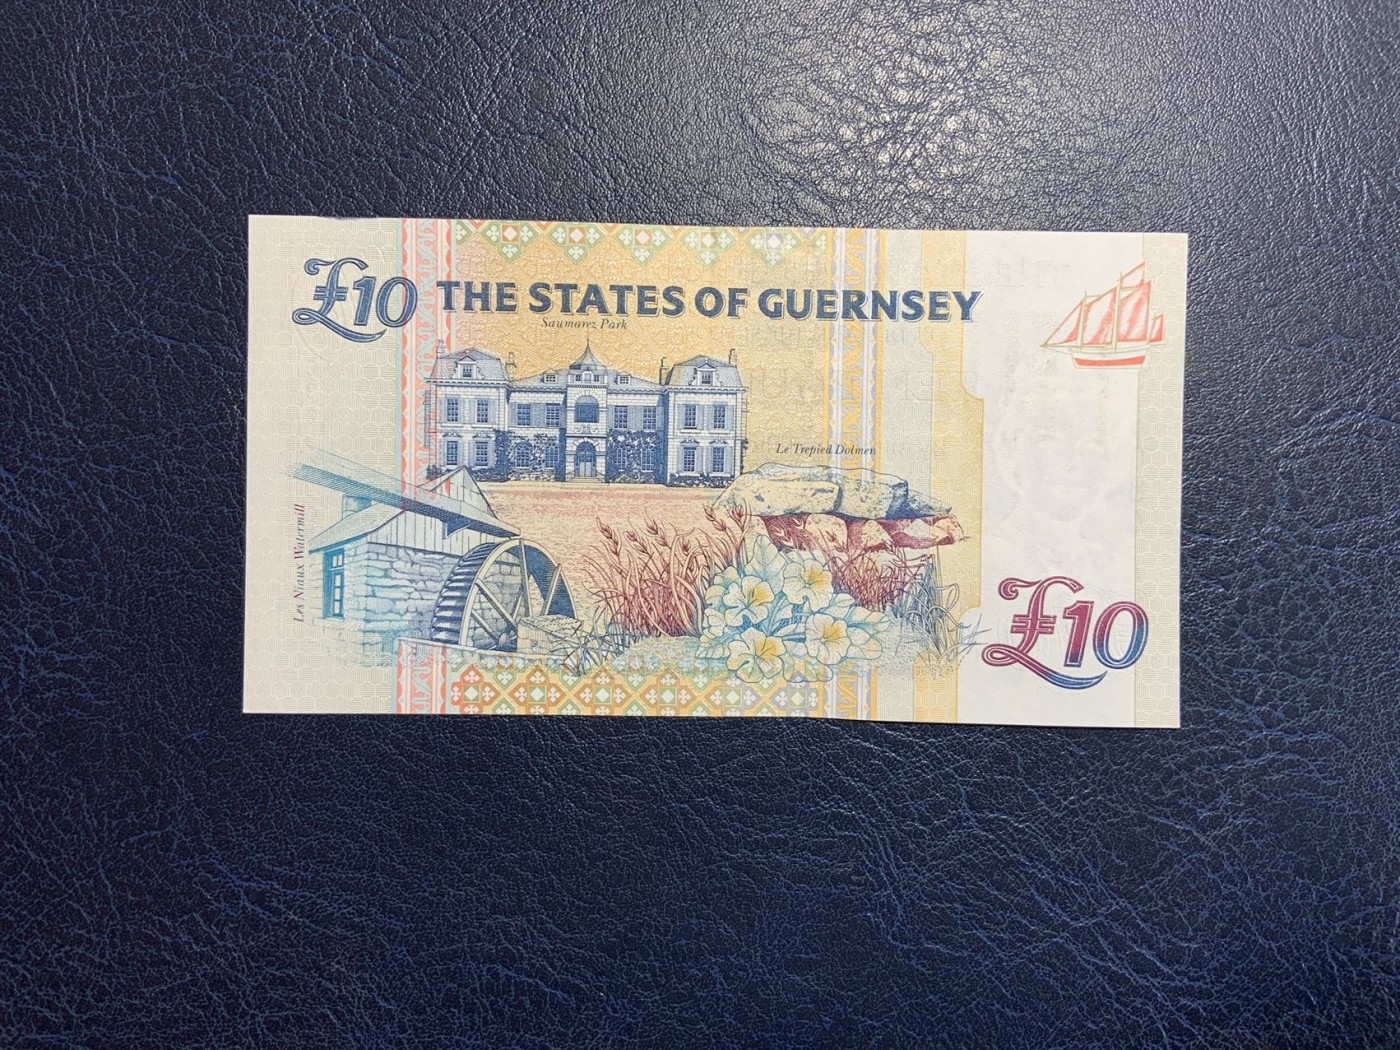 £10 THE STATES OF GUERNSEY
Saumarez Park
Le Trepied Dolmen
Les Niaux Watermill
£10